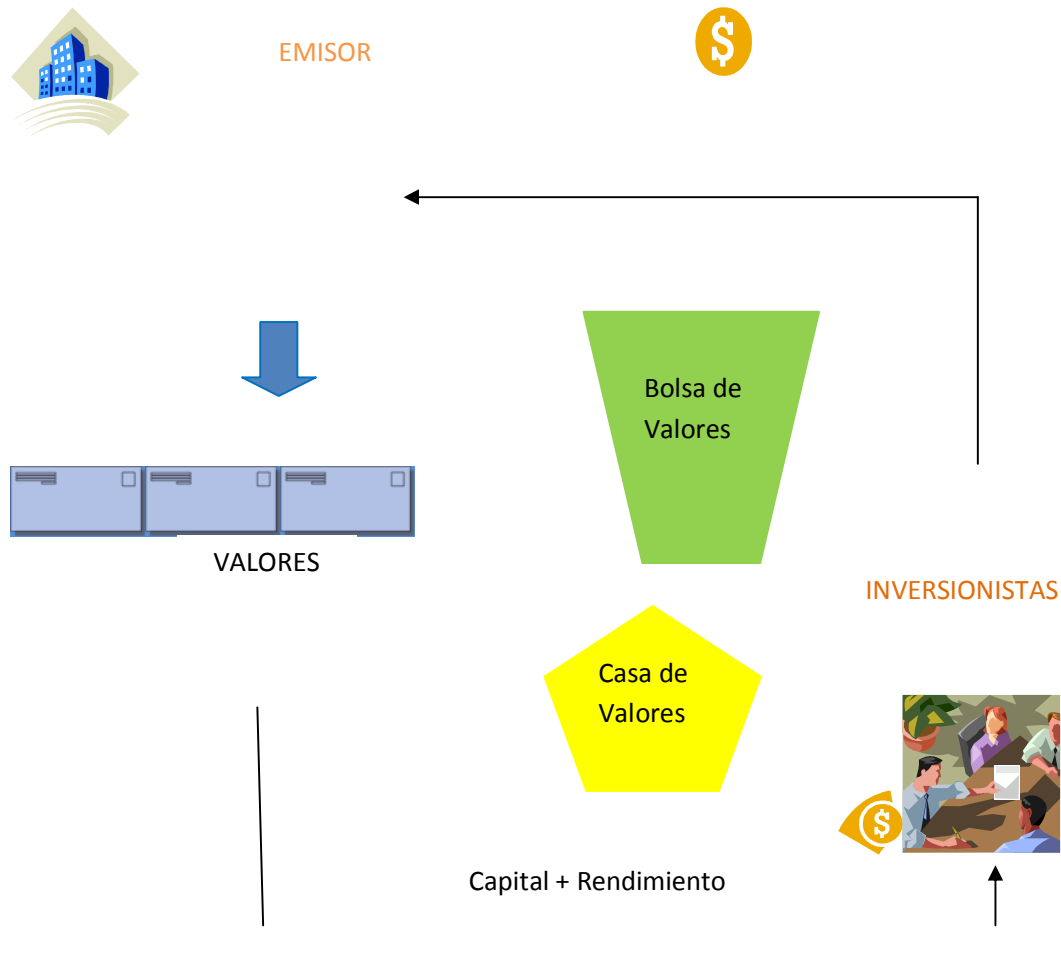 EMISOR
$
Bolsa de
Valores
VALORES
INVERSIONISTAS
Casa de
Valores
$
Capital + Rendimiento